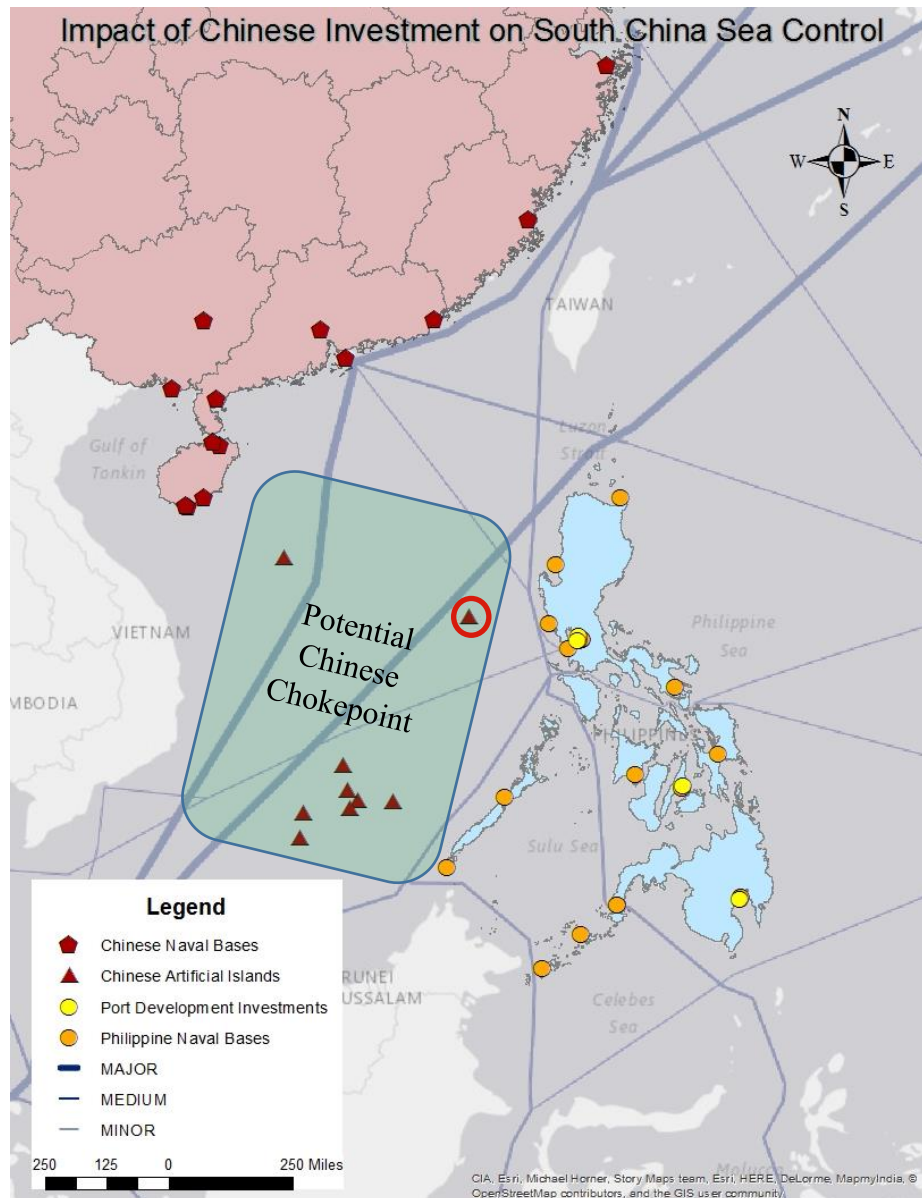 Impact of Chinese Investment on South China Sea Control
N
W
E
S
TAIWAN
Luzon
Strait
Gulf of
Tonkin
Potential
Chinese
Chokepoint
VIETNAM
Philippine
Sea
MBODIA
PHILIPPINES
Sulu Sea
Legend
Chinese Naval Bases
Chinese Artificial Islands
Port Development Investments
Philippine Naval Bases
MAJOR
MEDIUM
MINOR
RUNEI
USSALAM
Celebes
Sea
250 125 0 250 Miles
Molucca
CIA, Esri, Michael Horner, Story Maps team, Esri, HERE, DeLorme, MapmyIndia, ©
OpenStreetMap contributors, and the GIS user community